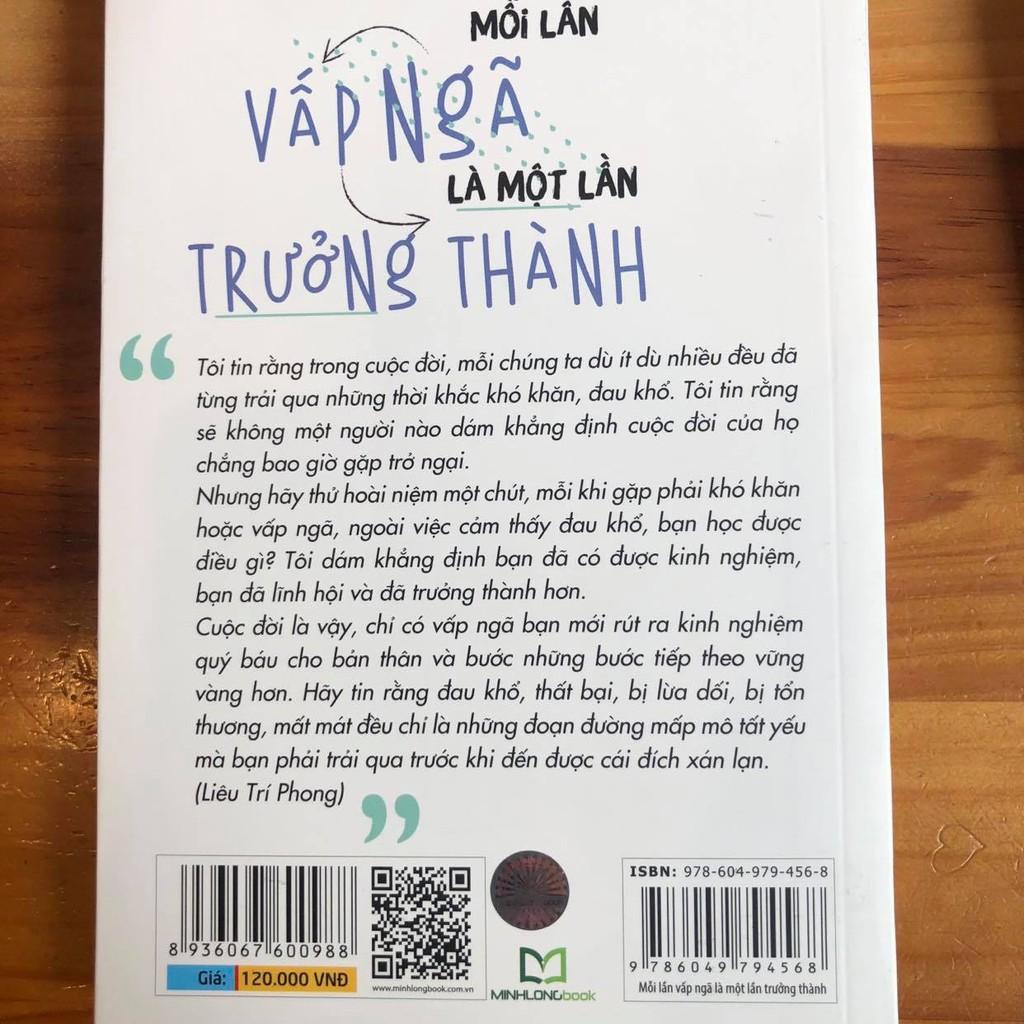 MỖI LẦN
VẤP NGÃ
LÀ MỘT LẦN
TRƯỞNG THÀNH
“
Tôi tin rằng trong cuộc đời, mỗi chúng ta dù ít dù nhiều đều đã
từng trải qua những thời khắc khó khăn, đau khổ. Tôi tin rằng
sẽ không một người nào dám khẳng định cuộc đời của họ
chẳng bao giờ gặp trở ngại.
Nhưng hãy thử hoài niệm một chút, mỗi khi gặp phải khó khăn
hoặc vấp ngã, ngoài việc cảm thấy đau khổ, bạn học được
điều gì? Tôi dám khẳng định bạn đã có được kinh nghiệm,
bạn đã lĩnh hội và đã trưởng thành hơn.
Cuộc đời là vậy, chỉ có vấp ngã bạn mới rút ra kinh nghiệm
quý báu cho bản thân và bước những bước tiếp theo vững
vàng hơn. Hãy tin rằng đau khổ, thất bại, bị lừa dối, bị tổn
thương, mất mát đều chỉ là những đoạn đường mấp mô tất yếu
mà bạn phải trải qua trước khi đến được cái đích xán lạn.
(Liêu Trí Phong)
”
8 936067 600988
Giá: 120.000 VNĐ
www.minhlongbook.com.vn
MINHLONGbook
ISBN: 978-604-979-456-8
9 786049 794568
Mỗi lần vấp ngã là một lần trưởng thành